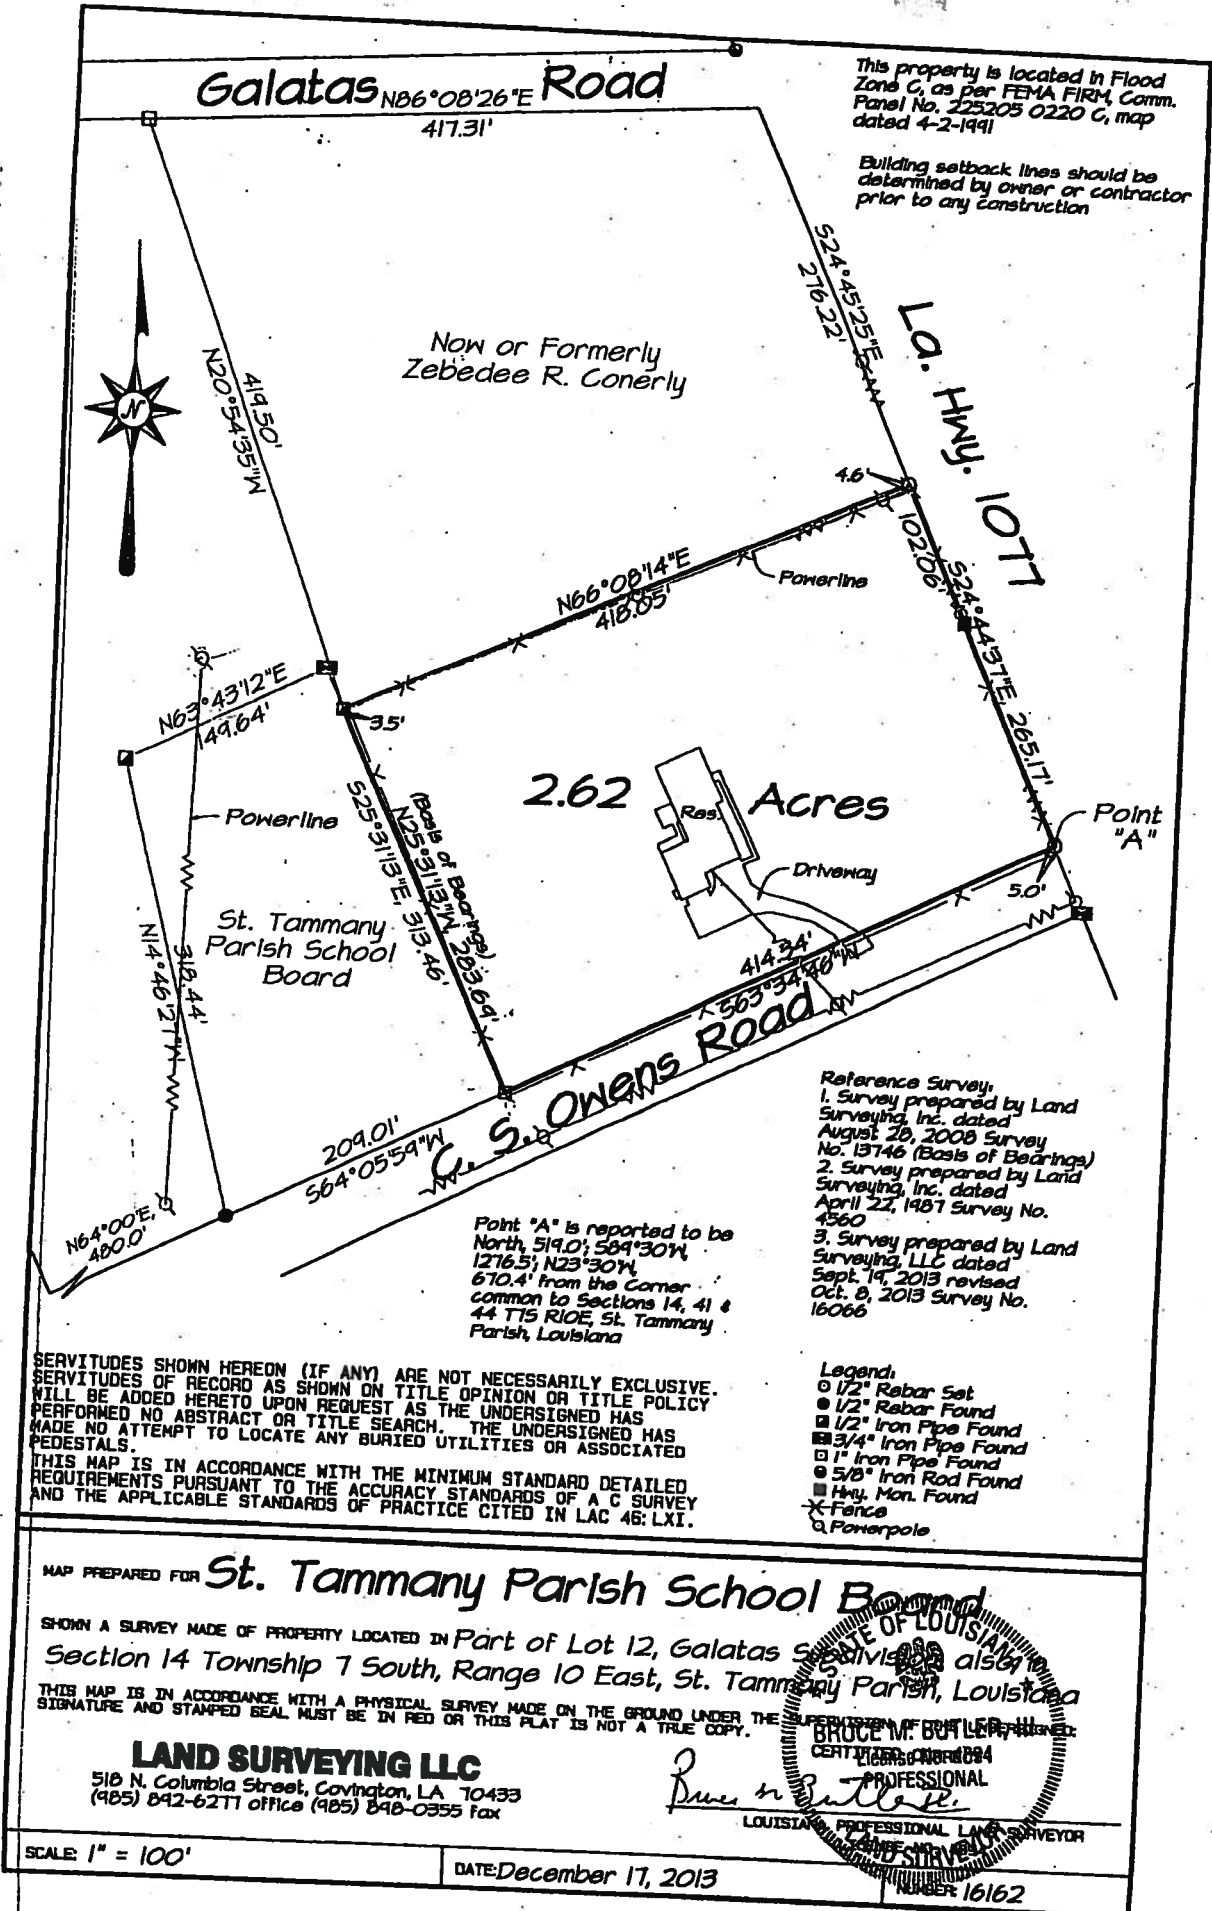 Galatas Road
N86°08'26"E
417.31'
This property is located in Flood
Zone C, as per FEMA FIRM, Comm.
Panel No. 225205 0220 C, map
dated 4-2-1991
Building setback lines should be
determined by owner or contractor
prior to any construction
S24°45'25"E
276.22'
La. Hwy. 1077
Now or Formerly
Zebedee R. Conerly
N
419.50'
N20°54'35"W
4.6'
102.06'
N66°08'14"E
418.05'
Powerline
S24°44'37"E, 265.17'
N63°43'12"E
149.64'
3.5'
2.62 Acres
Res.
Point
"A"
Powerline
(Basis of Bearings)
N25°31'13"W, 283.69'
S25°31'13"E, 313.46'
Driveway
5.0'
St. Tammany
Parish School
Board
318.44'
N14°46'27"W
414.34'
S63°34'46"W
C. S. Owens Road
209.01'
S64°05'59"W
N64°00'E,
480.0'
Reference Survey:
1. Survey prepared by Land
Surveying, Inc. dated
August 28, 2008 Survey
No. 13746 (Basis of Bearings)
2. Survey prepared by Land
Surveying, Inc. dated
April 22, 1987 Survey No.
4560
3. Survey prepared by Land
Surveying, LLC dated
Sept. 19, 2013 revised
Oct. 8, 2013 Survey No.
16066
Point "A" is reported to be
North, 519.0'; S89°30'W,
1276.5'; N23°30'W,
670.4' from the Corner
common to Sections 14, 41 &
44 T7S R10E, St. Tammany
Parish, Louisiana
SERVITUDES SHOWN HEREON (IF ANY) ARE NOT NECESSARILY EXCLUSIVE.
SERVITUDES OF RECORD AS SHOWN ON TITLE OPINION OR TITLE POLICY
WILL BE ADDED HERETO UPON REQUEST AS THE UNDERSIGNED HAS
PERFORMED NO ABSTRACT OR TITLE SEARCH. THE UNDERSIGNED HAS
MADE NO ATTEMPT TO LOCATE ANY BURIED UTILITIES OR ASSOCIATED
PEDESTALS.
THIS MAP IS IN ACCORDANCE WITH THE MINIMUM STANDARD DETAILED
REQUIREMENTS PURSUANT TO THE ACCURACY STANDARDS OF A C SURVEY
AND THE APPLICABLE STANDARDS OF PRACTICE CITED IN LAC 46: LXI.
Legend:
1/2" Rebar Set
1/2" Rebar Found
1/2" Iron Pipe Found
3/4" Iron Pipe Found
1" Iron Pipe Found
5/8" Iron Rod Found
Hwy. Mon. Found
Fence
Powerpole
MAP PREPARED FOR St. Tammany Parish School Board
SHOWN A SURVEY MADE OF PROPERTY LOCATED IN Part of Lot 12, Galatas Subdivision also in
Section 14 Township 7 South, Range 10 East, St. Tammany Parish, Louisiana
THIS MAP IS IN ACCORDANCE WITH A PHYSICAL SURVEY MADE ON THE GROUND UNDER THE SUPERVISION OF THE UNDERSIGNED.
SIGNATURE AND STAMPED SEAL MUST BE IN RED OR THIS PLAT IS NOT A TRUE COPY.
STATE OF LOUISIANA
BRUCE M. BUTLER, III
PROFESSIONAL
LAND SURVEYOR
LAND SURVEYING LLC
518 N. Columbia Street, Covington, LA 70433
(985) 892-6277 office (985) 898-0355 fax
LOUISIANA PROFESSIONAL LAND SURVEYOR
SCALE: 1" = 100'
DATE: December 17, 2013
NUMBER: 16162